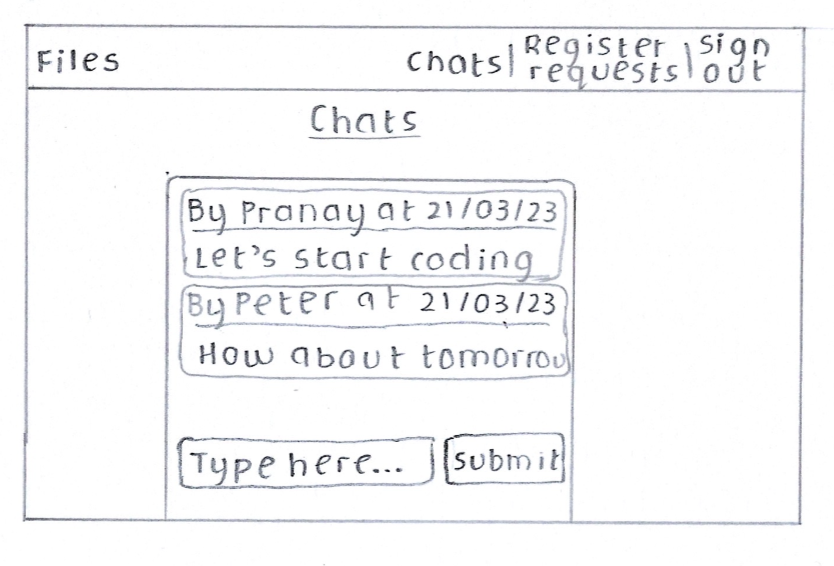 Files
Chats | Register requests | sign out
Chats
By Pranay at 21/03/23
Let's start coding
By Peter at 21/03/23
How about tomorrow
Type here...
submit